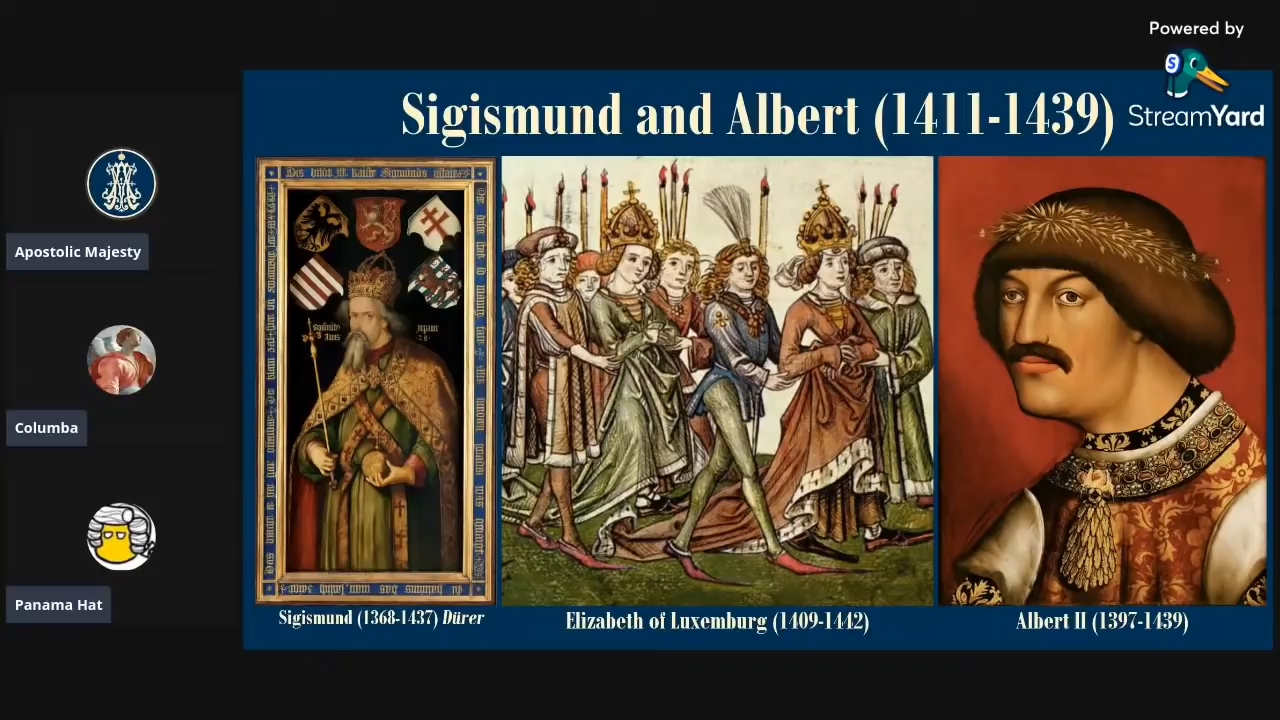 Powered by
S
StreamYard
Sigismund and Albert (1411-1439)
Apostolic Majesty
Columba
Panama Hat
Sigismund (1368-1437) Dürer
Elizabeth of Luxemburg (1409-1442)
Albert II (1397-1439)